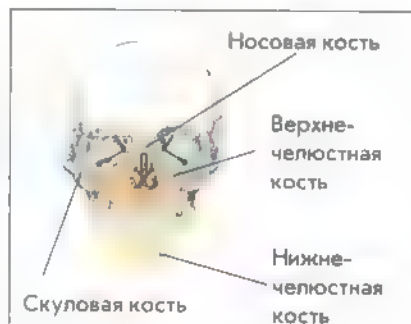 Носовая кость
Верхне-
челюстная
кость
Нижне-
челюстная
кость
Скуловая кость